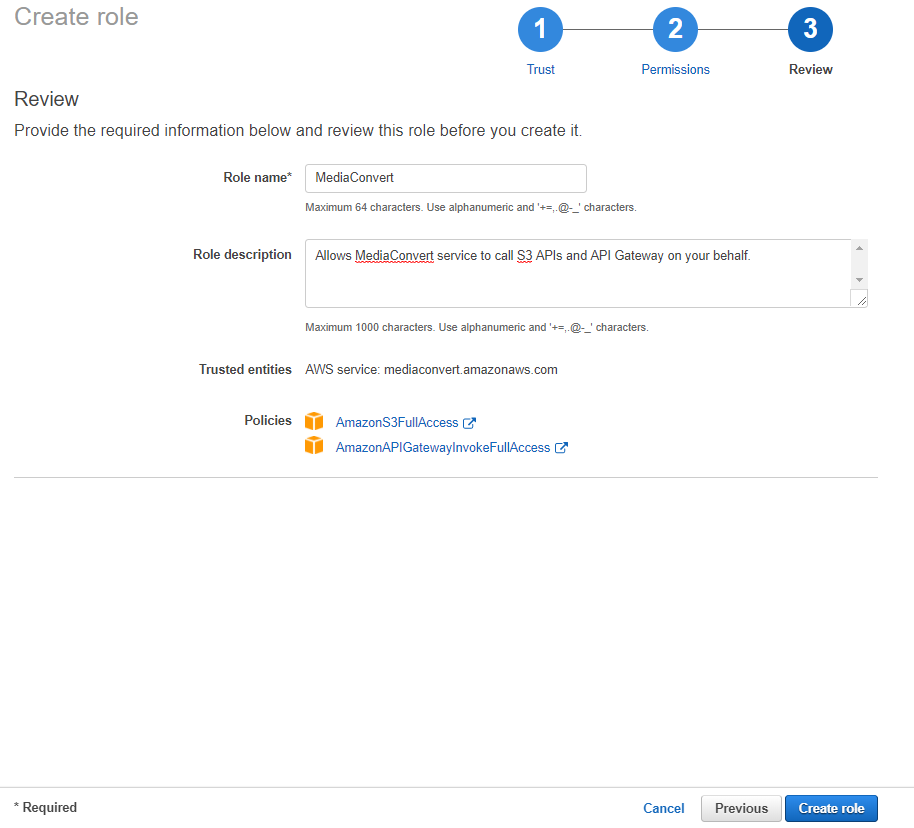 Create role
1 2 3
Trust Permissions Review
Review
Provide the required information below and review this role before you create it.
Role name* MediaConvert
Maximum 64 characters. Use alphanumeric and '+=,.@-_' characters.
Role description Allows MediaConvert service to call S3 APIs and API Gateway on your behalf.
Maximum 1000 characters. Use alphanumeric and '+=,.@-_' characters.
Trusted entities AWS service: mediaconvert.amazonaws.com
Policies AmazonS3FullAccess
AmazonAPIGatewayInvokeFullAccess
* Required Cancel Previous Create role